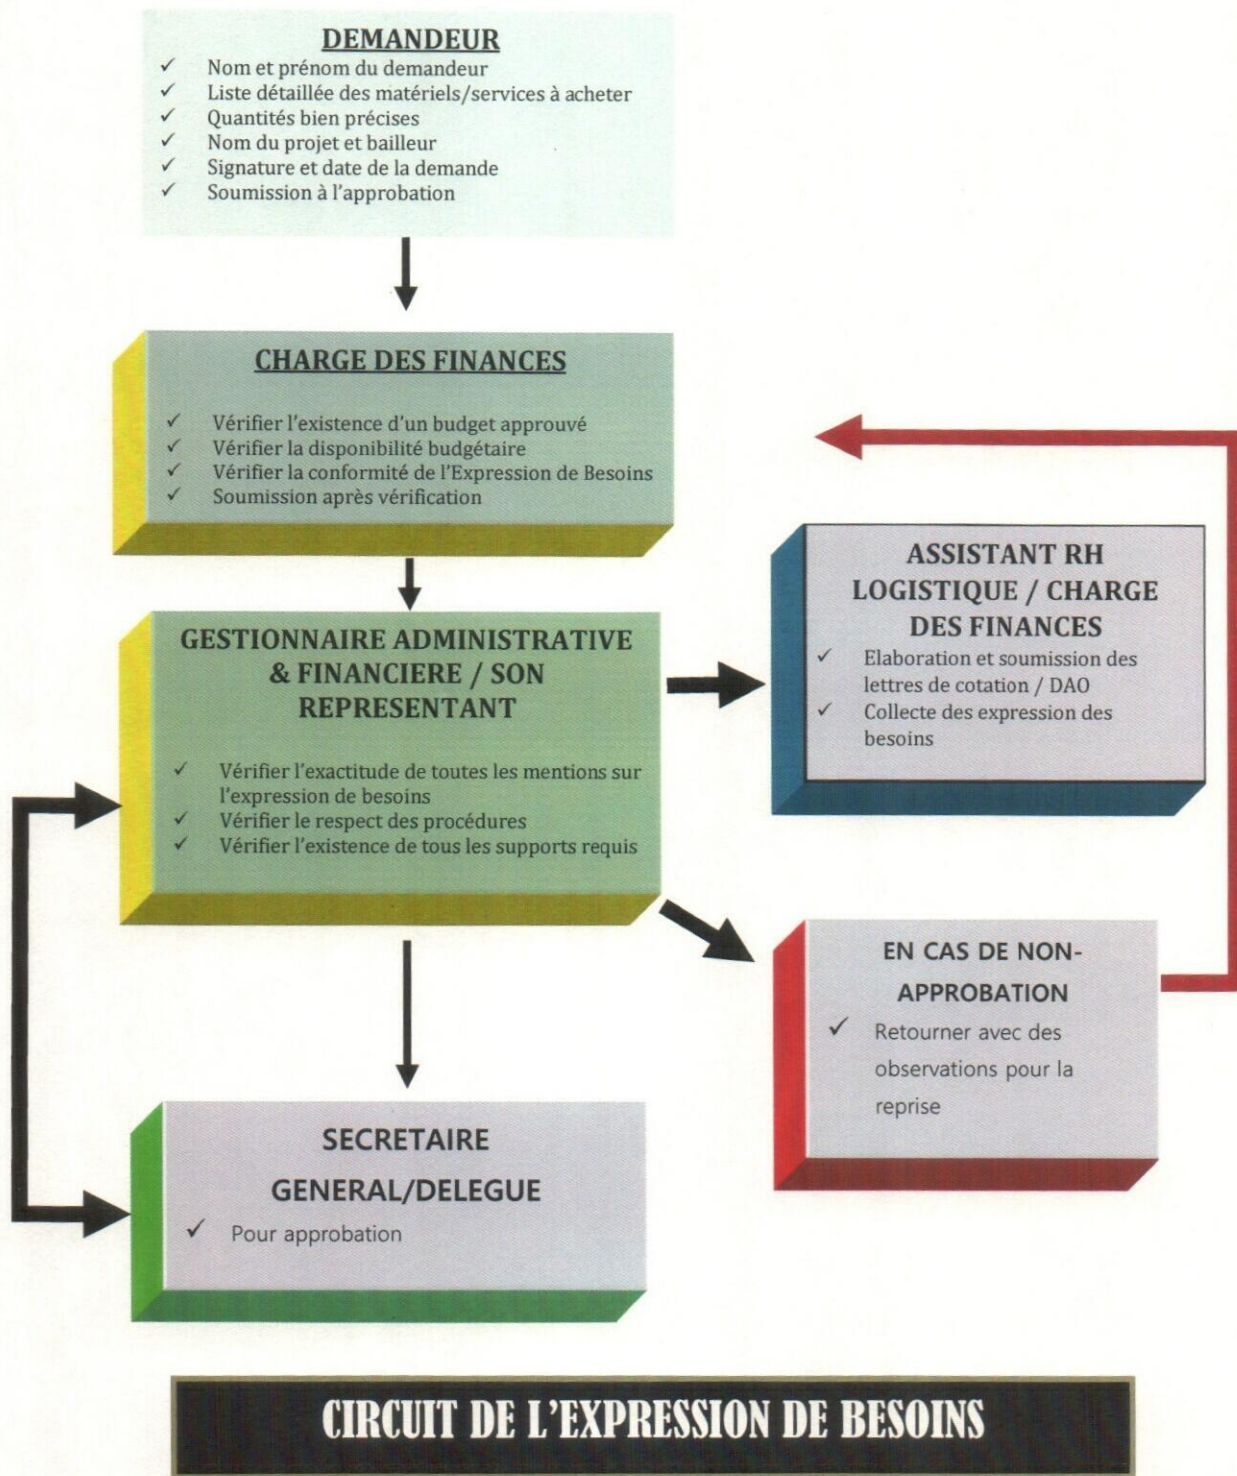 DEMANDEUR
✓ Nom et prénom du demandeur
✓ Liste détaillée des matériels/services à acheter
✓ Quantités bien précises
✓ Nom du projet et bailleur
✓ Signature et date de la demande
✓ Soumission à l'approbation
CHARGE DES FINANCES
✓ Vérifier l'existence d'un budget approuvé
✓ Vérifier la disponibilité budgétaire
✓ Vérifier la conformité de l'Expression de Besoins
✓ Soumission après vérification
GESTIONNAIRE ADMINISTRATIVE
& FINANCIERE / SON
REPRESENTANT
✓ Vérifier l'exactitude de toutes les mentions sur
l'expression de besoins
✓ Vérifier le respect des procédures
✓ Vérifier l'existence de tous les supports requis
ASSISTANT RH
LOGISTIQUE / CHARGE
DES FINANCES
✓ Elaboration et soumission des
lettres de cotation / DAO
✓ Collecte des expression des
besoins
EN CAS DE NON-
APPROBATION
✓ Retourner avec des
observations pour la
reprise
SECRETAIRE
GENERAL/DELEGUE
✓ Pour approbation
CIRCUIT DE L'EXPRESSION DE BESOINS